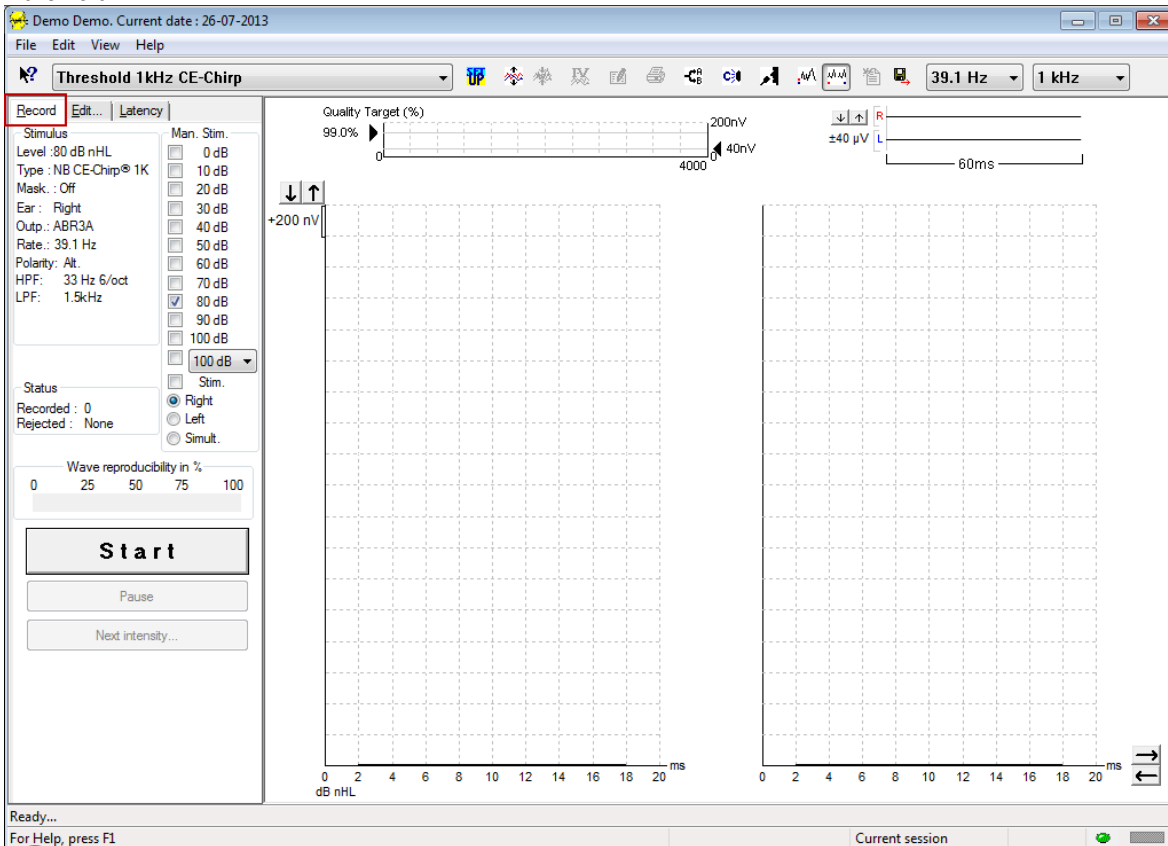 Demo Demo. Current date : 26-07-2013
File Edit View Help
Threshold 1kHz CE-Chirp
39.1 Hz
1 kHz
Record Edit... Latency
Stimulus
Level :80 dB nHL
Type : NB CE-Chirp® 1K
Mask. : Off
Ear : Right
Outp.: ABR3A
Rate.: 39.1 Hz
Polarity: Alt.
HPF: 33 Hz 6/oct
LPF: 1.5kHz
Man. Stim.
0 dB
10 dB
20 dB
30 dB
40 dB
50 dB
60 dB
70 dB
80 dB
90 dB
100 dB
100 dB
Stim.
Right
Left
Simult.
Status
Recorded : 0
Rejected : None
Wave reproducibility in %
0 25 50 75 100
Start
Pause
Next intensity...
Quality Target (%)
99.0%
200nV
40nV
0
4000
0
R
±40 µV L
60ms
+200 nV
0 2 4 6 8 10 12 14 16 18 20 ms
dB nHL
0 2 4 6 8 10 12 14 16 18 20 ms
Ready...
For Help, press F1
Current session